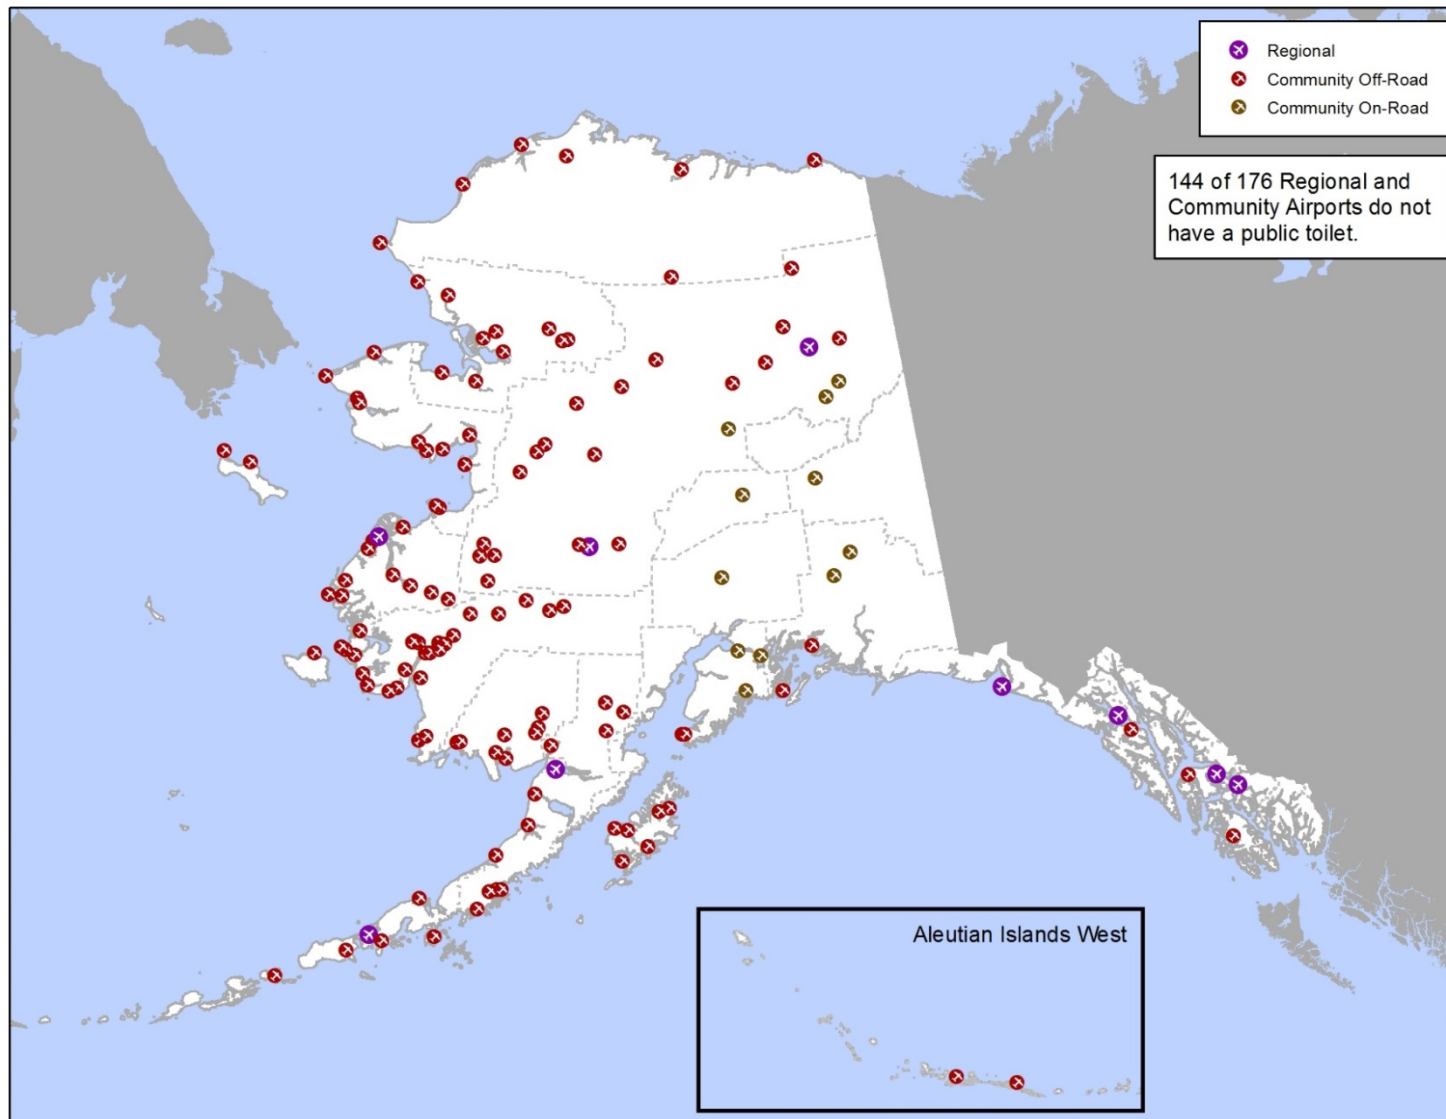 Regional
Community Off-Road
Community On-Road
144 of 176 Regional and
Community Airports do not
have a public toilet.
Aleutian Islands West